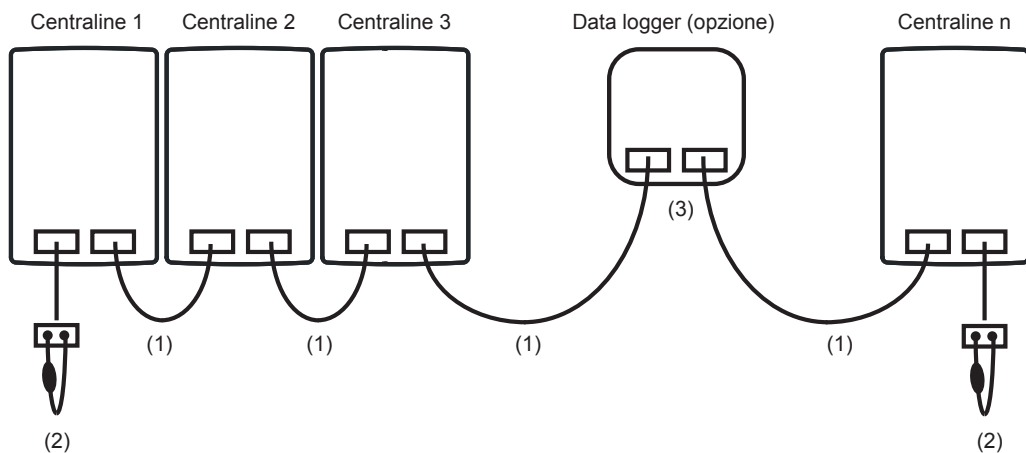 Centraline 1
Centraline 2
Centraline 3
Data logger (opzione)
Centraline n
(3)
(1)
(1)
(1)
(1)
(2)
(2)